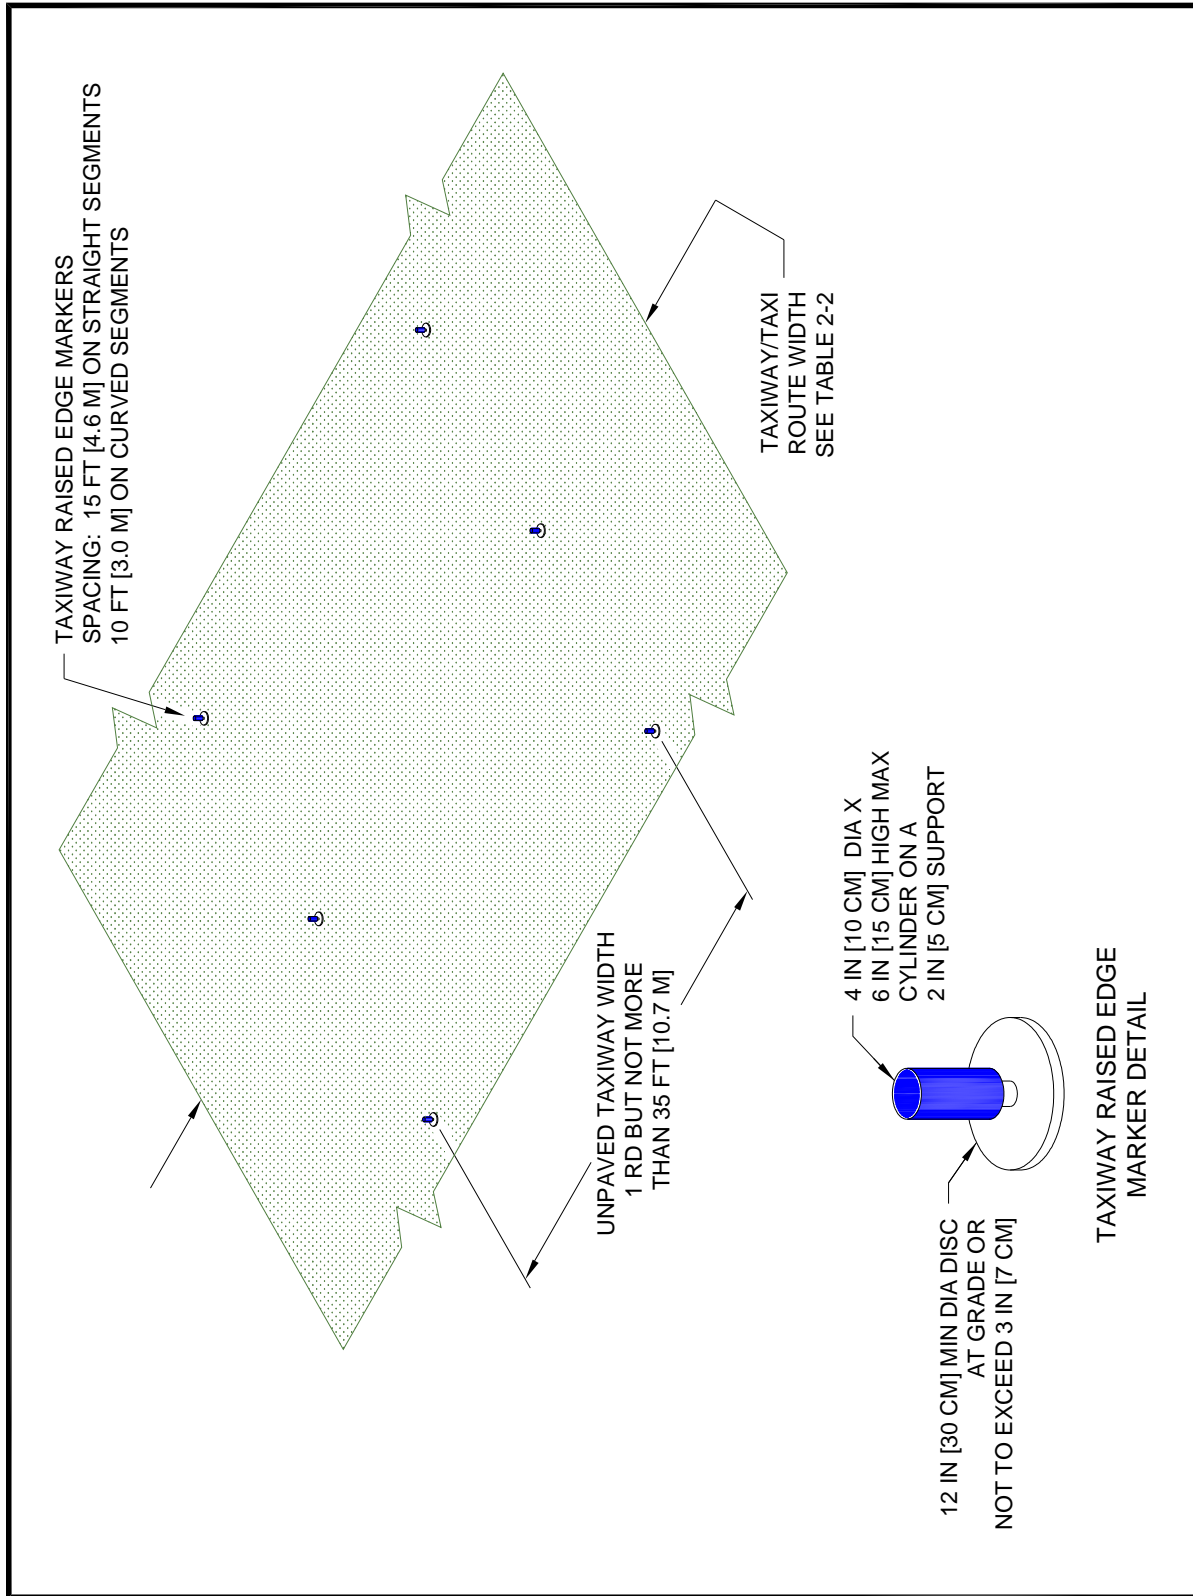 TAXIWAY RAISED EDGE MARKERS
SPACING: 15 FT [4.6 M] ON STRAIGHT SEGMENTS
10 FT [3.0 M] ON CURVED SEGMENTS
TAXIWAY/TAXI
ROUTE WIDTH
SEE TABLE 2-2
UNPAVED TAXIWAY WIDTH
1 RD BUT NOT MORE
THAN 35 FT [10.7 M]
4 IN [10 CM] DIA X
6 IN [15 CM] HIGH MAX
CYLINDER ON A
2 IN [5 CM] SUPPORT
12 IN [30 CM] MIN DIA DISC
AT GRADE OR
NOT TO EXCEED 3 IN [7 CM]
TAXIWAY RAISED EDGE
MARKER DETAIL